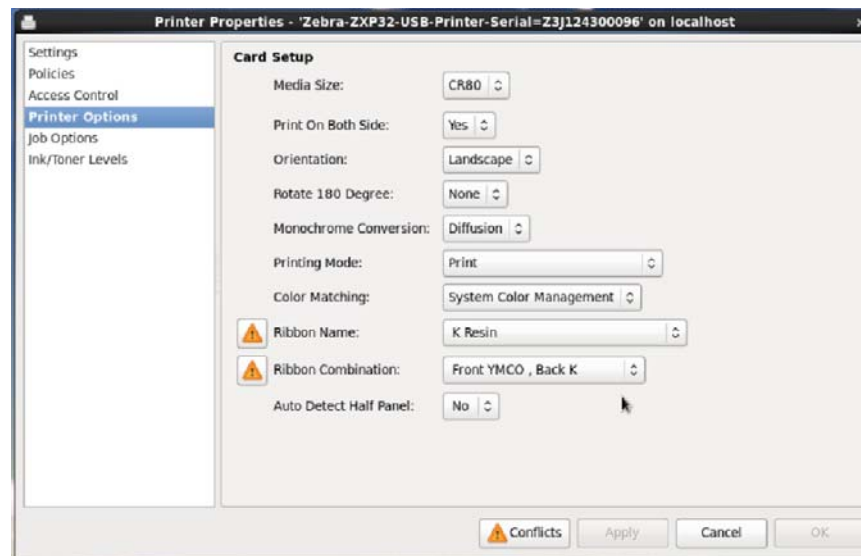 Printer Properties - 'Zebra-ZXP32-USB-Printer-Serial=Z3J124300096' on localhost
Settings
Policies
Access Control
Printer Options
Job Options
Ink/Toner Levels
Card Setup
Media Size: CR80
Print On Both Side: Yes
Orientation: Landscape
Rotate 180 Degree: None
Monochrome Conversion: Diffusion
Printing Mode: Print
Color Matching: System Color Management
Ribbon Name: K Resin
Ribbon Combination: Front YMCO , Back K
Auto Detect Half Panel: No
Conflicts Apply Cancel OK